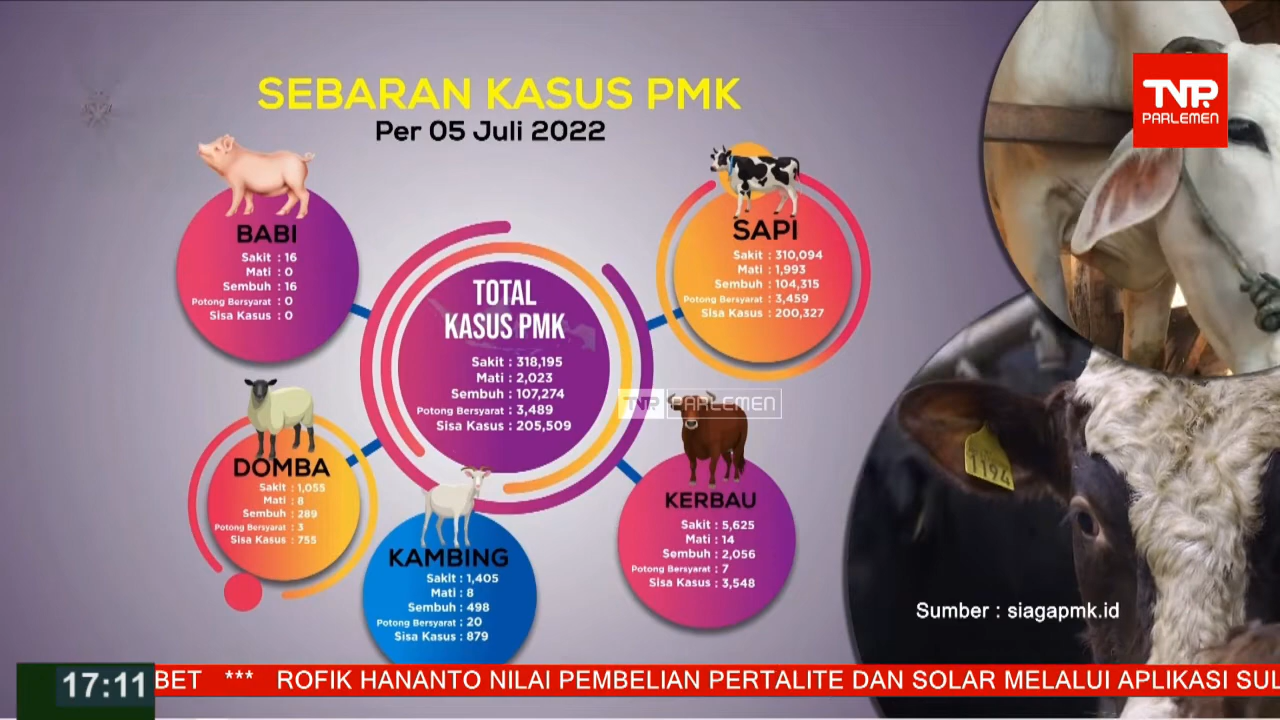 SEBARAN KASUS PMK
Per 05 Juli 2022
TVP.
PARLEMEN
BABI
Sakit : 16
Mati : 0
Sembuh : 16
Potong Bersyarat : 0
Sisa Kasus : 0
SAPI
Sakit : 310,094
Mati : 1,993
Sembuh : 104,315
Potong Bersyarat : 3,459
Sisa Kasus : 200,327
TOTAL
KASUS PMK
Sakit : 318,195
Mati : 2,023
Sembuh : 107,274
Potong Bersyarat : 3,489
Sisa Kasus : 205,509
TVP. PARLEMEN
DOMBA
Sakit : 1,055
Mati : 8
Sembuh : 289
Potong Bersyarat : 3
Sisa Kasus : 755
KAMBING
Sakit : 1,405
Mati : 8
Sembuh : 498
Potong Bersyarat : 20
Sisa Kasus : 879
KERBAU
Sakit : 5,625
Mati : 14
Sembuh : 2,056
Potong Bersyarat : 7
Sisa Kasus : 3,548
1194
Sumber : siagapmk.id
17:11 BET *** ROFIK HANANTO NILAI PEMBELIAN PERTALITE DAN SOLAR MELALUI APLIKASI SUL